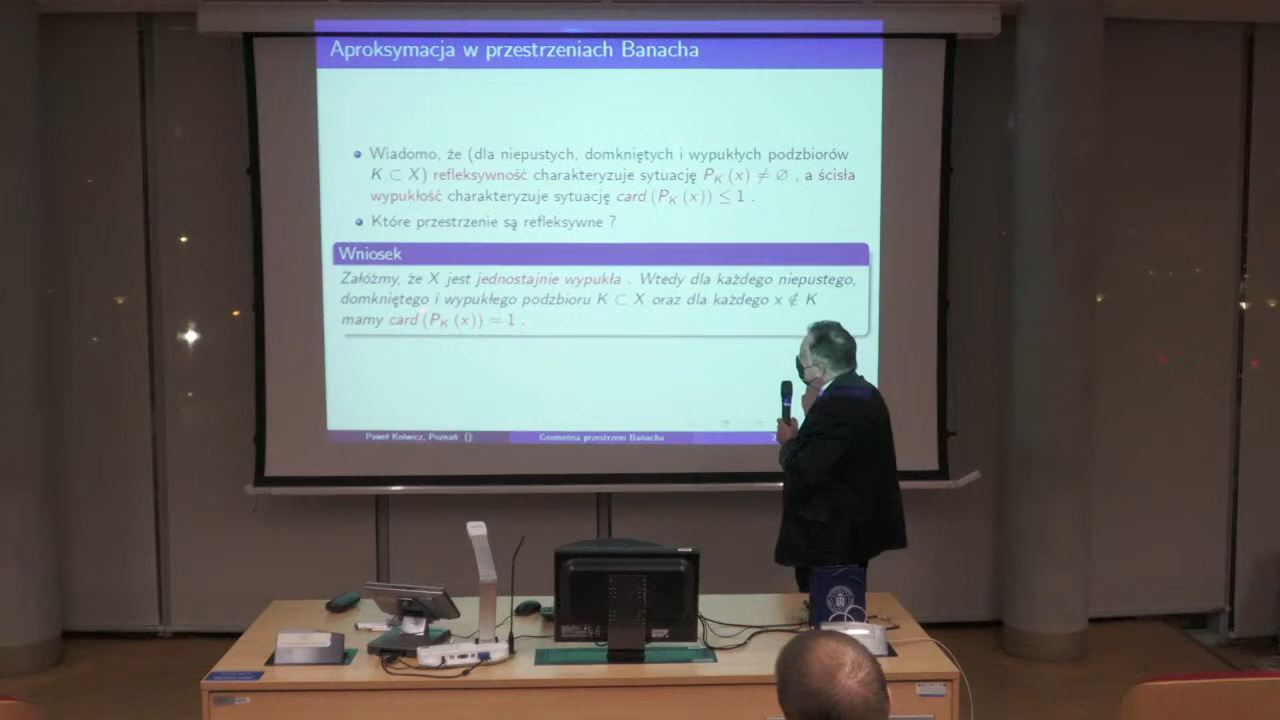 Aproksymacja w przestrzeniach Banacha
Wiadomo, że (dla niepustych, domkniętych i wypukłych podzbiorów
K ⊂ X) refleksywność charakteryzuje sytuację P_K (x) ≠ ∅ , a ścisła
wypukłość charakteryzuje sytuację card (P_K (x)) ≤ 1 .
Które przestrzenie są refleksywne ?
Wniosek
Załóżmy, że X jest jednostajnie wypukła . Wtedy dla każdego niepustego,
domkniętego i wypukłego podzbioru K ⊂ X oraz dla każdego x ∉ K
mamy card (P_K (x)) = 1 .
Paweł Kolwicz, Poznań ()
Geometria przestrzeni Banacha